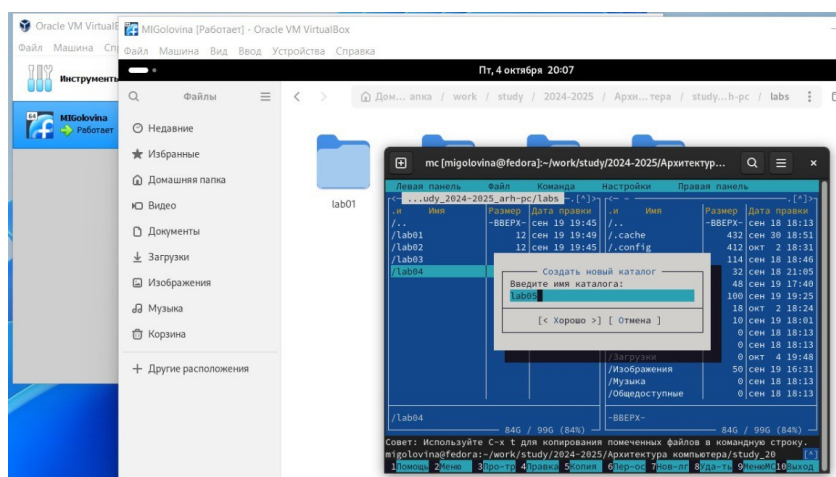 Oracle VM VirtualB
Файл Машина Спр
Инструменты
64
MIGolovina
Работает
MIGolovina [Работает] - Oracle VM VirtualBox
Файл Машина Вид Ввод Устройства Справка
Пт, 4 октября 20:07
Файлы
Дом… апка / work / study / 2024-2025 / Архи… тера / study…h-pc / labs
Недавние
Избранные
Домашняя папка
Видео
Документы
Загрузки
Изображения
Музыка
Корзина
Другие расположения
lab01
mc [migolovina@fedora]:~/work/study/2024-2025/Архитектур…
Левая панель Файл Команда Настройки Правая панель
<─ ...udy_2024-2025_arh-pc/labs ─.[^]> <─ ~ ─.[^]>
.и Имя Размер Дата правки .и Имя Размер Дата правки
/.. -ВВЕРХ- сен 19 19:45 /.. -ВВЕРХ- сен 18 18:13
/lab01 12 сен 19 19:49 /.cache 432 сен 30 18:51
/lab02 12 сен 19 19:45 /.config 412 окт 2 18:31
/lab03 114 сен 18 18:46
/lab04 32 сен 18 21:05
Создать новый каталог
48 сен 19 17:40
Введите имя каталога:
lab05 100 сен 19 19:25
18 окт 2 18:24
[< Хорошо >] [ Отмена ] 10 сен 19 18:01
0 сен 18 18:13
0 сен 18 18:13
/Загрузки 0 окт 4 19:48
/Изображения 50 сен 19 16:31
/Музыка 0 сен 18 18:13
/Общедоступные 0 сен 18 18:13
/lab04 -ВВЕРХ-
84G / 99G (84%) 84G / 99G (84%)
Совет: Используйте C-x t для копирования помеченных файлов в командную строку.
migolovina@fedora:~/work/study/2024-2025/Архитектура компьютера/study_20 [^]
1Помощь 2Меню 3Про-тр 4Правка 5Копия 6Пер-ос 7Нов-лг 8Уда-ть 9МенюMC 10Выход